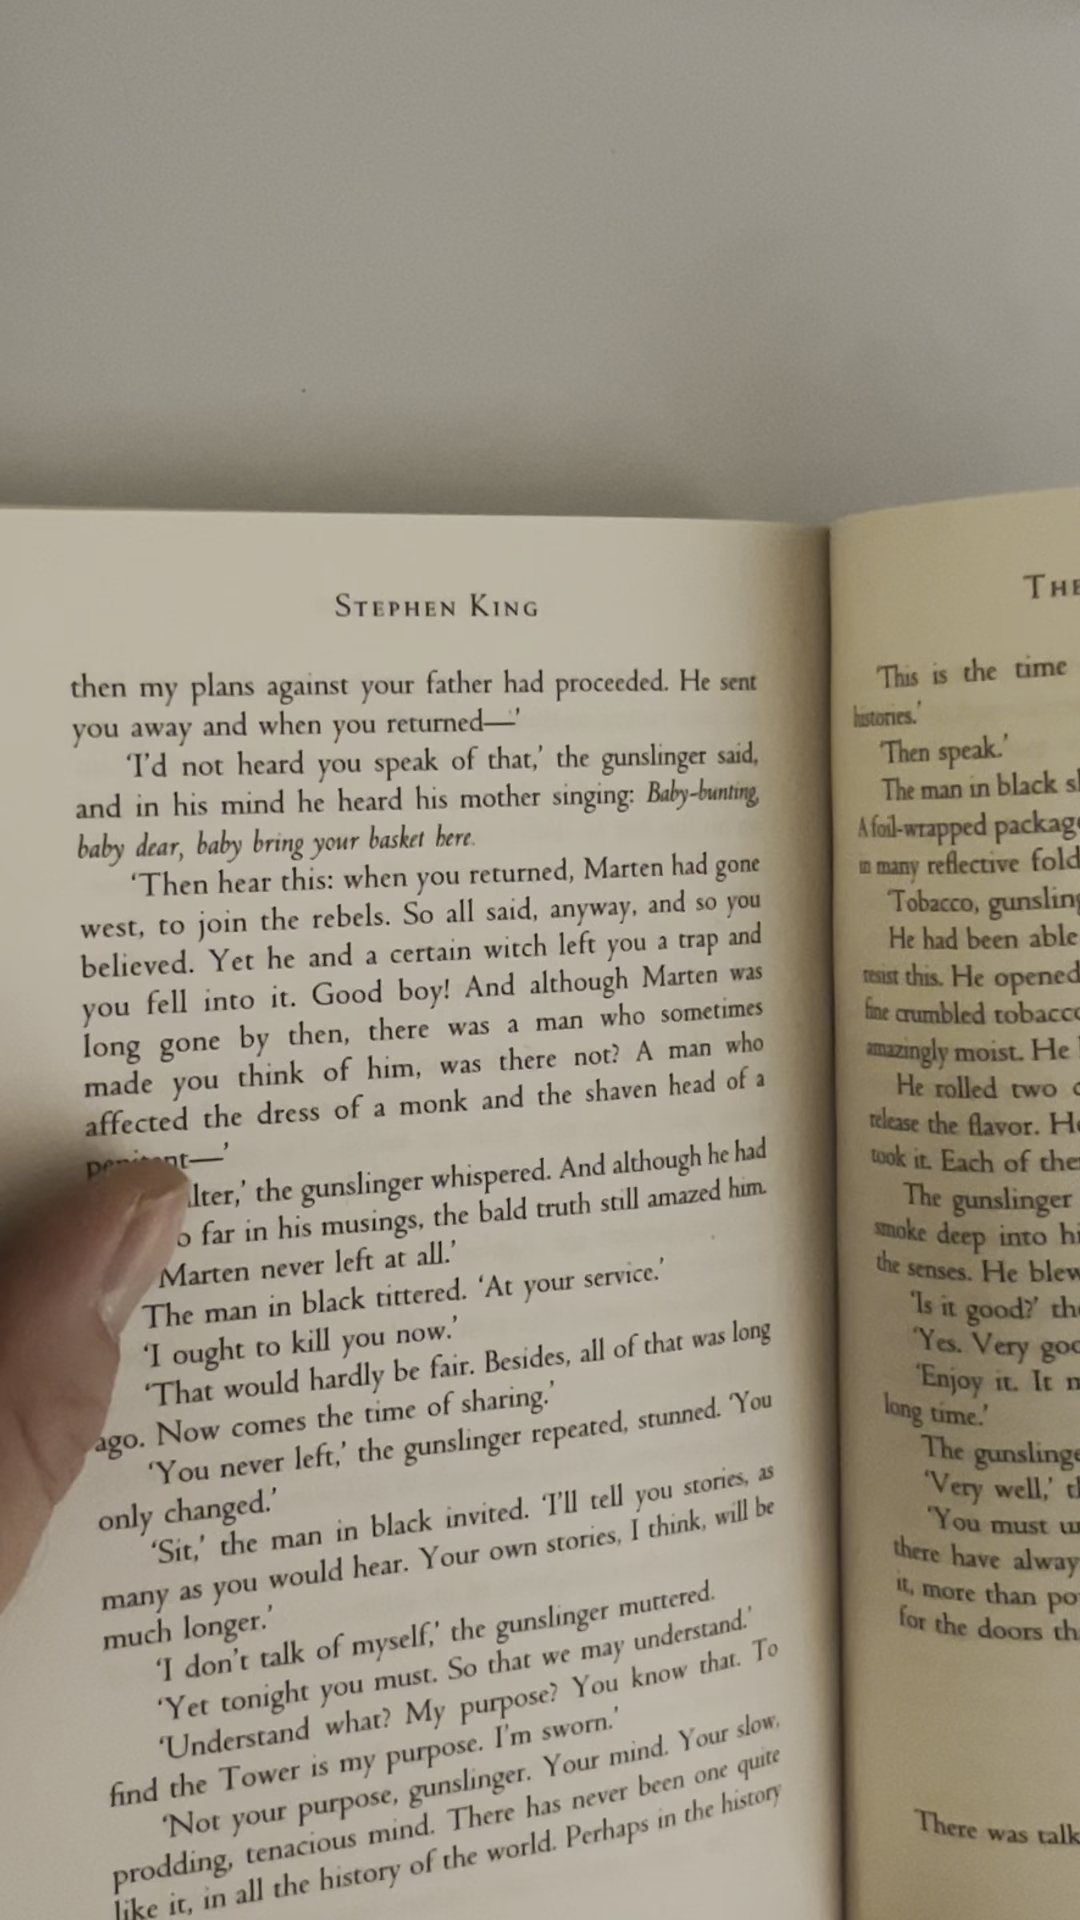 STEPHEN KING
then my plans against your father had proceeded. He sent
you away and when you returned—’
‘I’d not heard you speak of that,’ the gunslinger said,
and in his mind he heard his mother singing: Baby-bunting,
baby dear, baby bring your basket here.
‘Then hear this: when you returned, Marten had gone
west, to join the rebels. So all said, anyway, and so you
believed. Yet he and a certain witch left you a trap and
you fell into it. Good boy! And although Marten was
long gone by then, there was a man who sometimes
made you think of him, was there not? A man who
affected the dress of a monk and the shaven head of a
penitent—’
lter,’ the gunslinger whispered. And although he had
far in his musings, the bald truth still amazed him.
Marten never left at all.’
The man in black tittered. ‘At your service.’
‘I ought to kill you now.’
‘That would hardly be fair. Besides, all of that was long
ago. Now comes the time of sharing.’
‘You never left,’ the gunslinger repeated, stunned. ‘You
only changed.’
‘Sit,’ the man in black invited. ‘I’ll tell you stories, as
many as you would hear. Your own stories, I think, will be
much longer.’
‘I don’t talk of myself,’ the gunslinger muttered.
‘Yet tonight you must. So that we may understand.’
‘Understand what? My purpose? You know that. To
find the Tower is my purpose. I’m sworn.’
‘Not your purpose, gunslinger. Your mind. Your slow,
prodding, tenacious mind. There has never been one quite
like it, in all the history of the world. Perhaps in the history
THE
‘This is the time
histories.’
‘Then speak.’
The man in black
A foil-wrapped
in many reflective
‘Tobacco,
He had been able
resist this. He opened
fine crumbled
amazingly moist. He
He rolled two
release the flavor.
took it. Each of
The gunslinger
smoke deep into
the senses. He
‘Is it good?’
‘Yes. Very
‘Enjoy it. It
long time.’
The
‘Very well,’
‘You must
there have
it, more than
for the doors
There was